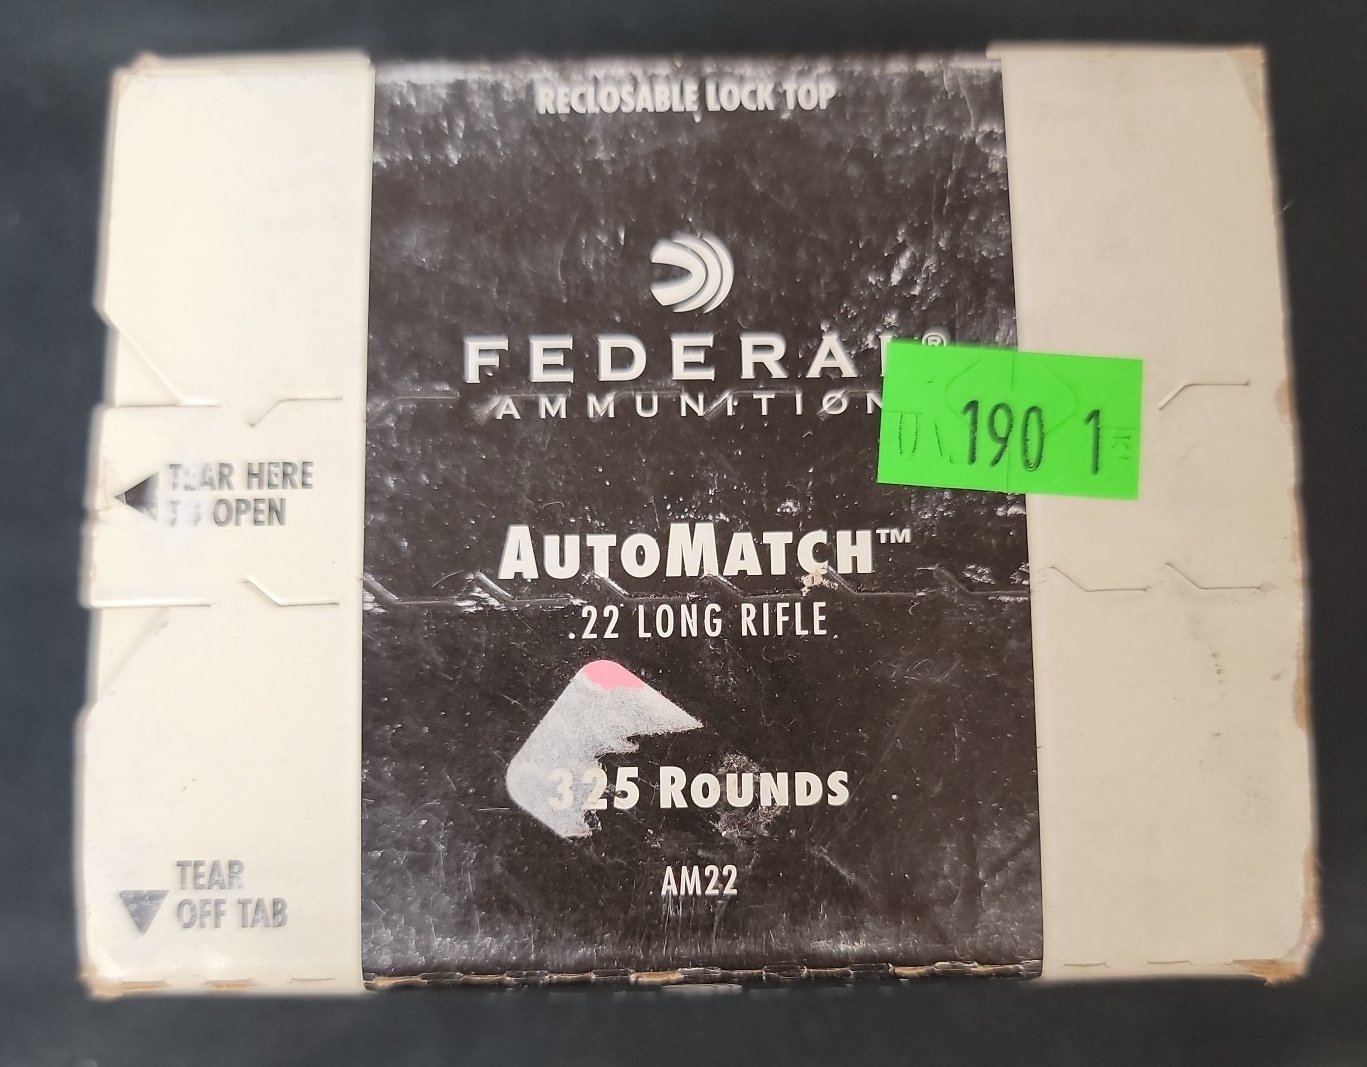 RECLOSABLE LOCK TOP
FEDERAL®
AMMUNITION
190 1
TEAR HERE
TO OPEN
AUTOMATCH™
.22 LONG RIFLE
325 ROUNDS
AM22
TEAR
OFF TAB